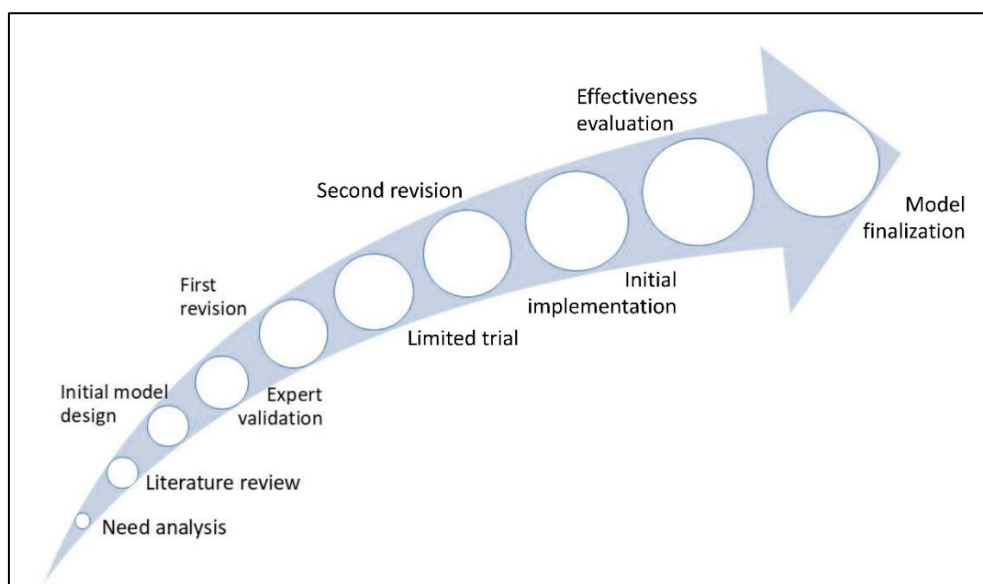 Effectiveness
evaluation
Second revision
Model
finalization
First
revision
Initial
implementation
Limited trial
Initial model
design
Expert
validation
Literature review
Need analysis